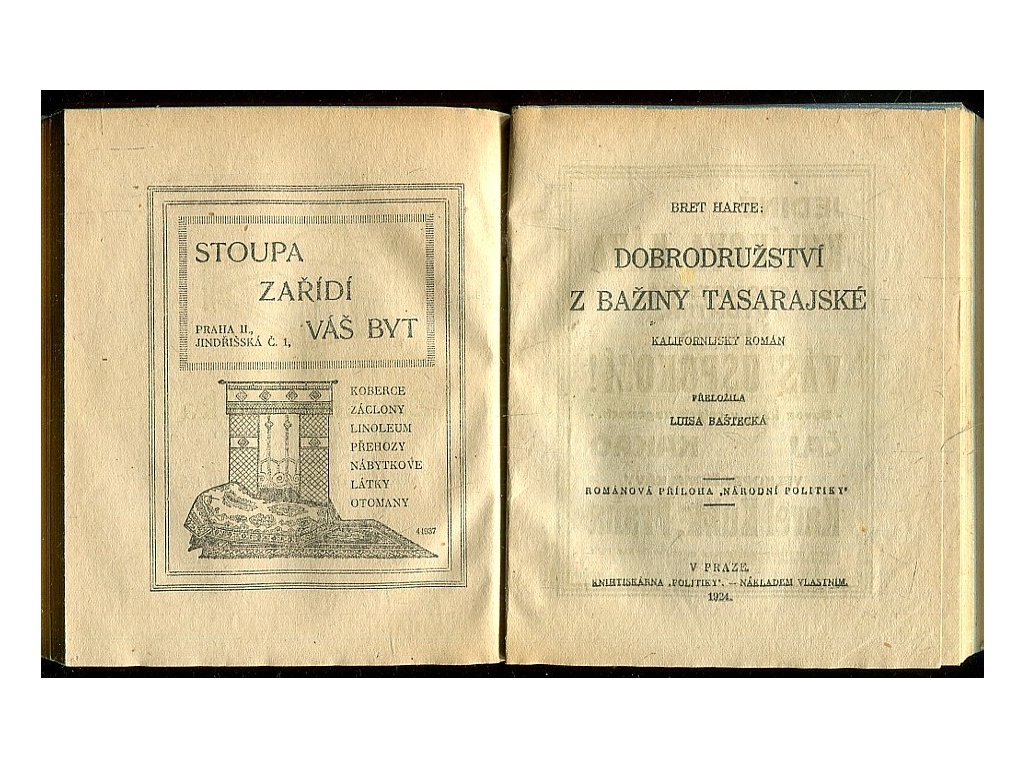 STOUPA
ZAŘÍDÍ
VÁŠ BYT
PRAHA II.,
JINDŘIŠSKÁ Č. 1,
KOBERCE
ZÁCLONY
LINOLEUM
PŘEHOZY
NÁBYTKOVÉ
LÁTKY
OTOMANY
44937
BRET HARTE:
DOBRODRUŽSTVÍ
Z BAŽINY TASARAJSKÉ
KALIFORNIJSKÝ ROMÁN
PŘELOŽILA
LUISA BAŠTECKÁ
ROMÁNOVÁ PŘÍLOHA „NÁRODNÍ POLITIKY“
V PRAZE.
KNIHTISKÁRNA „POLITIKY“. — NÁKLADEM VLASTNÍM.
1924.